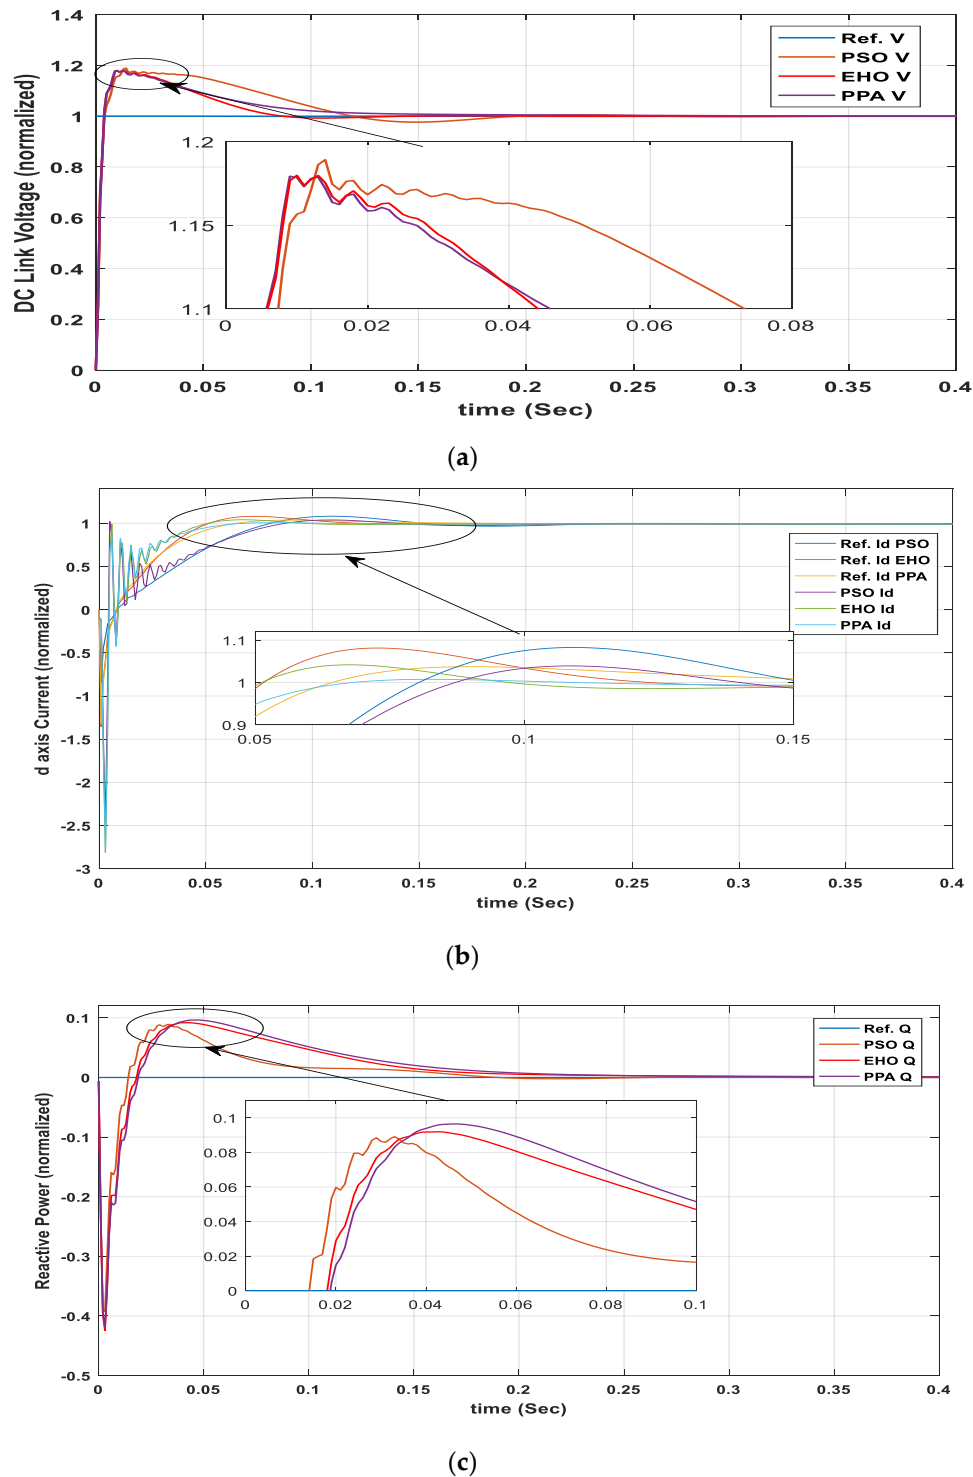 1.4
1.2
1
0.8
0.6
0.4
0.2
0
DC Link Voltage (normalized)
Ref. V
PSO V
EHO V
PPA V
1.2
1.15
1.1
0 0.02 0.04 0.06 0.08
0 0.05 0.1 0.15 0.2 0.25 0.3 0.35 0.4
time (Sec)
(a)
1
0.5
0
-0.5
-1
-1.5
-2
-2.5
-3
d axis Current (normalized)
Ref. Id PSO
Ref. Id EHO
Ref. Id PPA
PSO Id
EHO Id
PPA Id
1.1
1
0.9
0.05 0.1 0.15
0 0.05 0.1 0.15 0.2 0.25 0.3 0.35 0.4
time (Sec)
(b)
0.1
0
-0.1
-0.2
-0.3
-0.4
-0.5
Reactive Power (normalized)
Ref. Q
PSO Q
EHO Q
PPA Q
0.1
0.08
0.06
0.04
0.02
0
0 0.02 0.04 0.06 0.08 0.1
0 0.05 0.1 0.15 0.2 0.25 0.3 0.35 0.4
time (Sec)
(c)